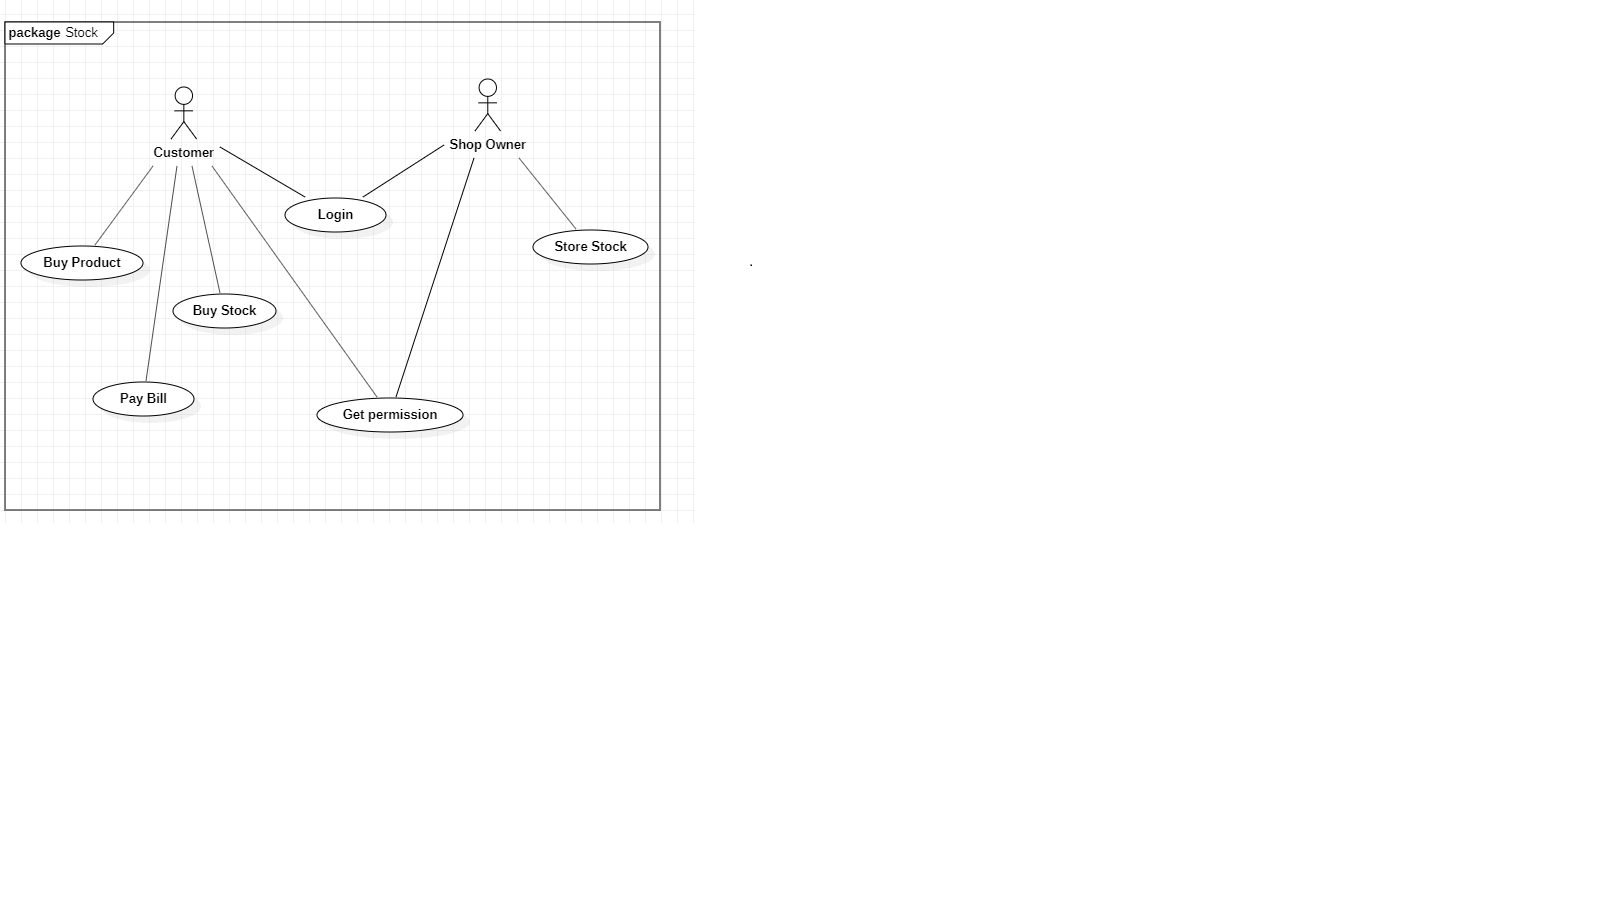 package Stock
Customer
Shop Owner
Login
Store Stock
Buy Product
Buy Stock
Pay Bill
Get permission
.